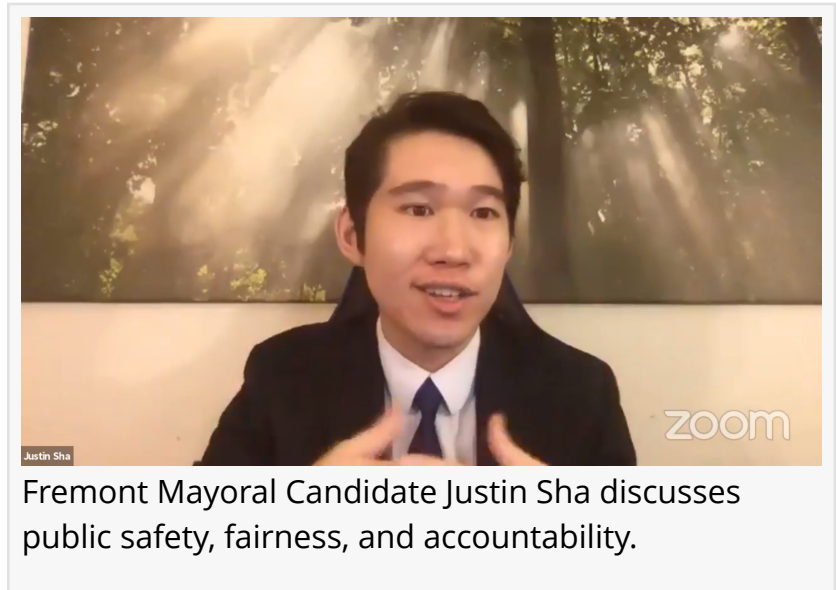 zoom
Justin Sha
Fremont Mayoral Candidate Justin Sha discusses
public safety, fairness, and accountability.